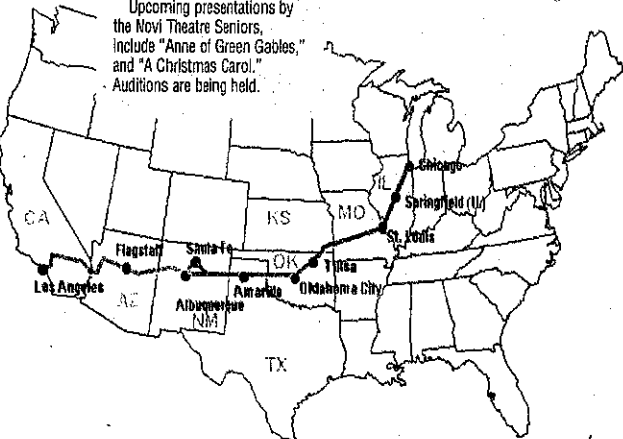 Upcoming presentations by
the Novi Theatre Seniors,
include "Anne of Green Gables,"
and "A Christmas Carol."
Auditions are being held.
Chicago
IL
Springfield (IL)
CA
KS
MO
St. Louis
Flagstaff
Santa Fe
OK
Tulsa
Los Angeles
Amarillo
Oklahoma City
AZ
Albuquerque
NM
TX